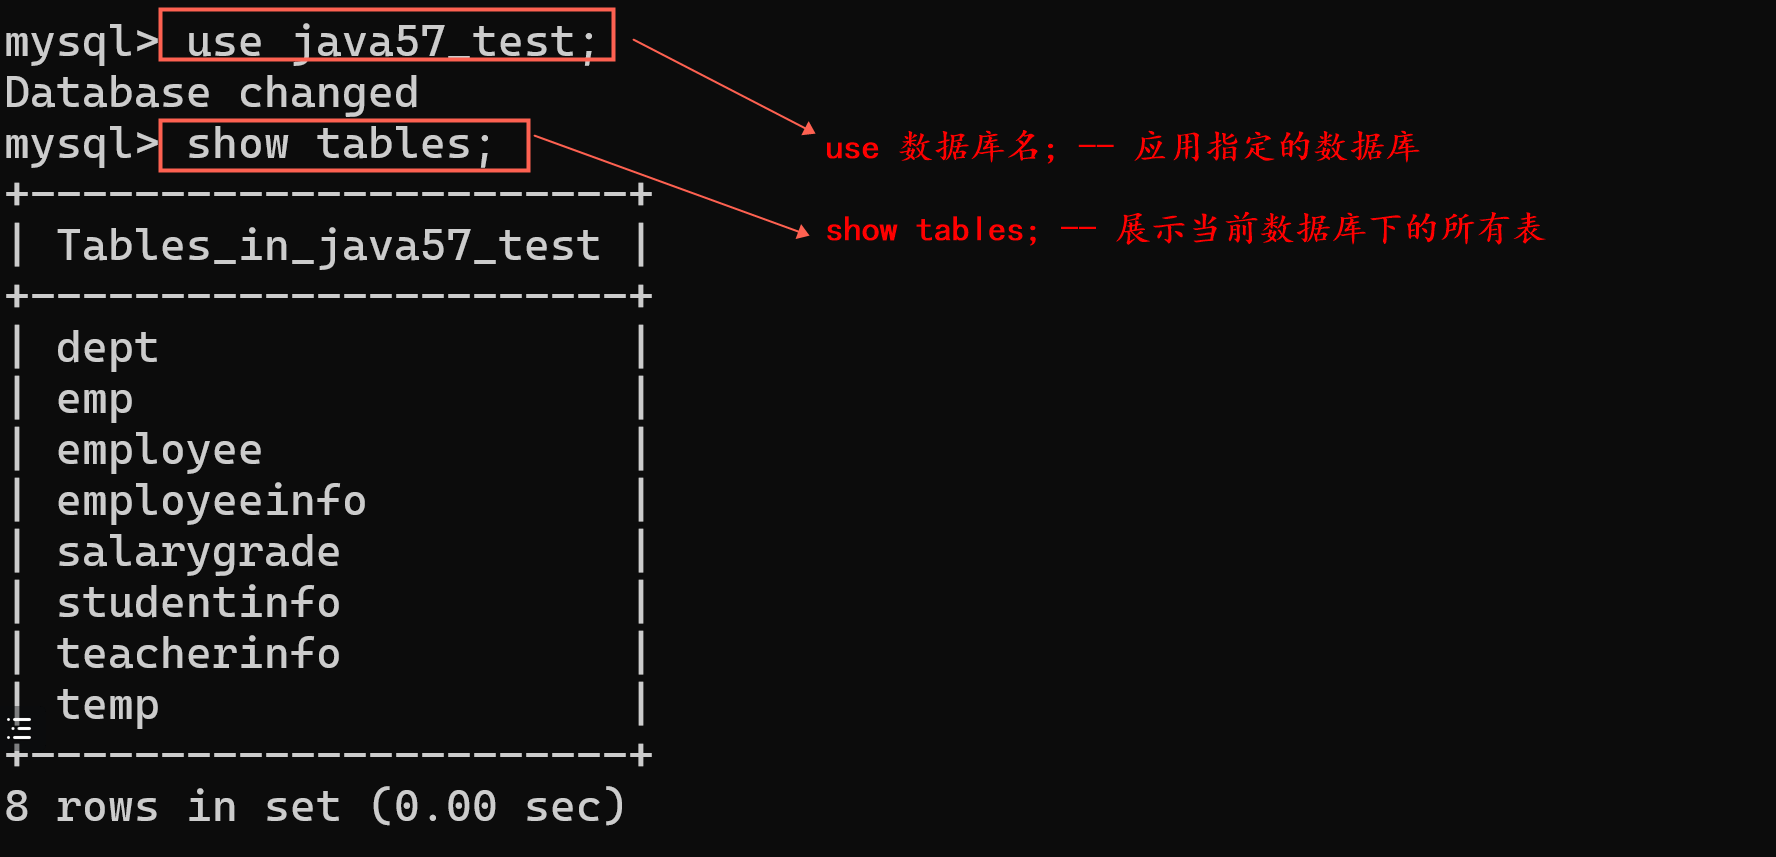 mysql> use java57_test;
Database changed
mysql> show tables;
use 数据库名; -- 应用指定的数据库
+-----------------------+
show tables; -- 展示当前数据库下的所有表
| Tables_in_java57_test |
+-----------------------+
| dept                  |
| emp                   |
| employee              |
| employeeinfo          |
| salarygrade           |
| studentinfo           |
| teacherinfo           |
| temp                  |
+-----------------------+
8 rows in set (0.00 sec)